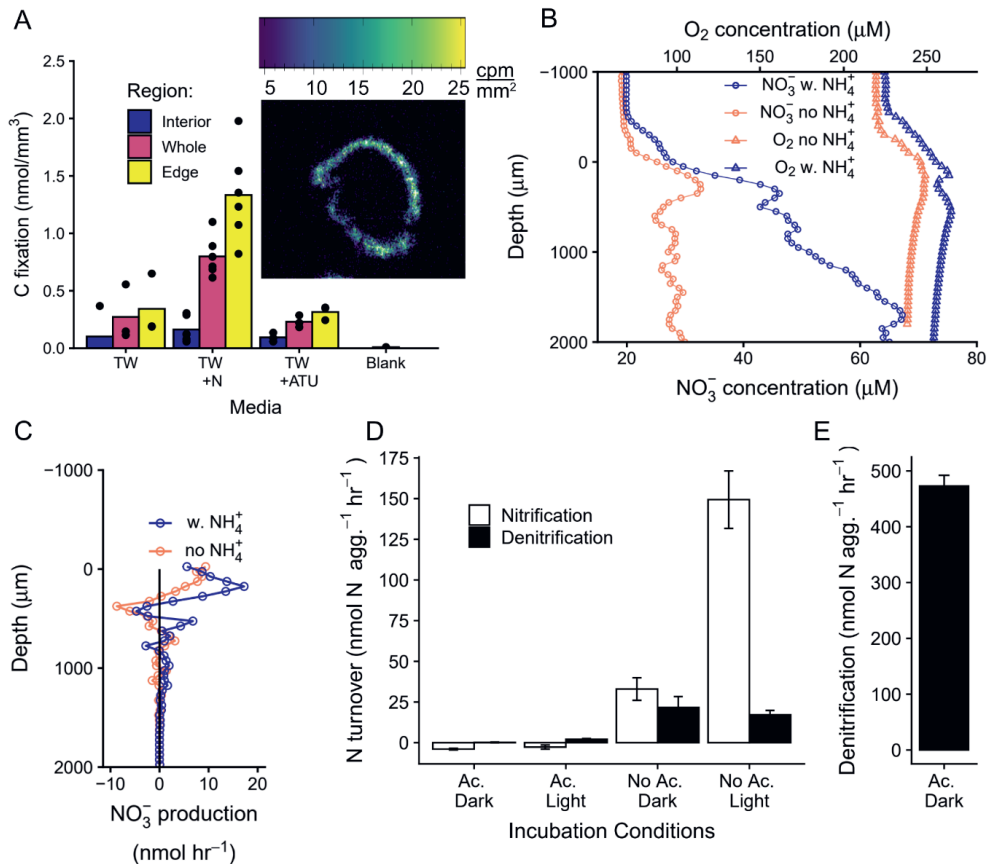 A
cpm
mm²
5 10 15 20 25
Region:
Interior
Whole
Edge
C fixation (nmol/mm³)
2.5
2.0
1.5
1.0
0.5
0.0
TW
TW
+N
TW
+ATU
Blank
Media
B
O₂ concentration (μM)
100 150 200 250
NO₃⁻ w. NH₄⁺
NO₃⁻ no NH₄⁺
O₂ no NH₄⁺
O₂ w. NH₄⁺
Depth (μm)
−1000
0
1000
2000
20 40 60 80
NO₃⁻ concentration (μM)
C
w. NH₄⁺
no NH₄⁺
Depth (μm)
−1000
0
1000
2000
−10 0 10 20
NO₃⁻ production
(nmol hr⁻¹)
D
Nitrification
Denitrification
N turnover (nmol N agg.⁻¹ hr⁻¹)
175
150
125
100
75
50
25
0
Ac.
Dark
Ac.
Light
No Ac.
Dark
No Ac.
Light
Incubation Conditions
E
Denitrification (nmol N agg.⁻¹ hr⁻¹)
500
400
300
200
100
0
Ac.
Dark